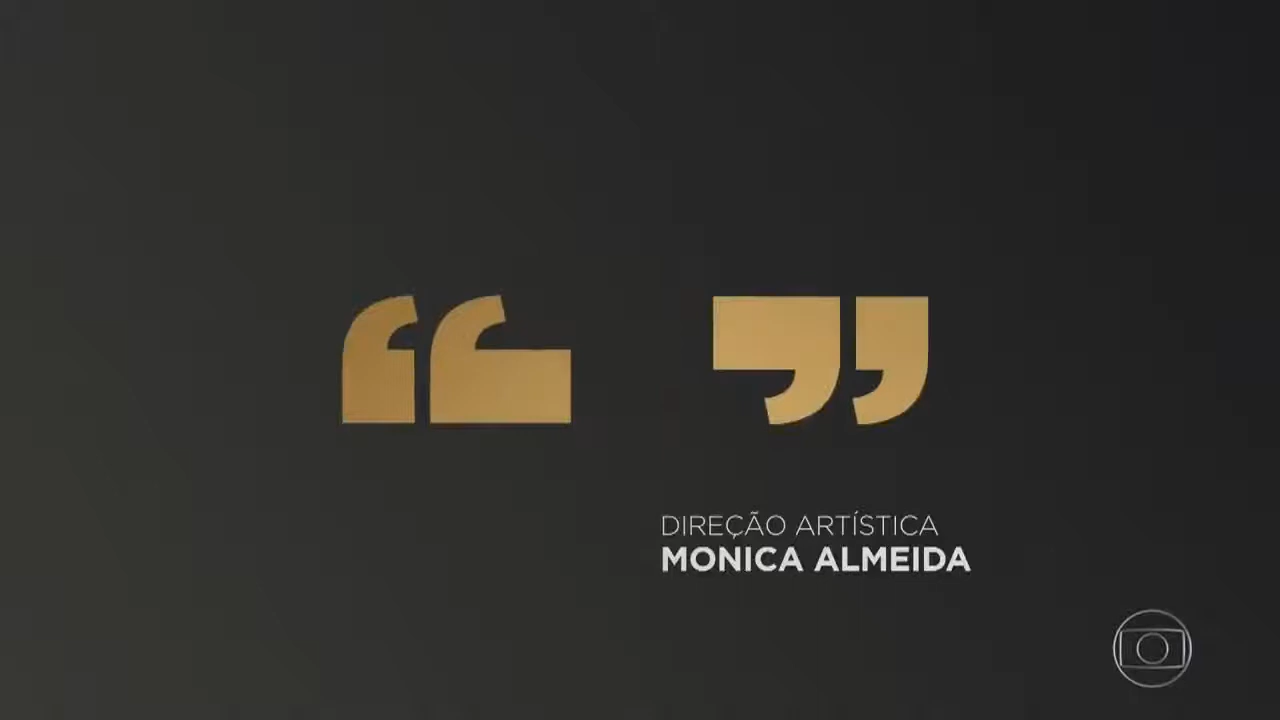 “ ”
DIREÇÃO ARTÍSTICA
MONICA ALMEIDA